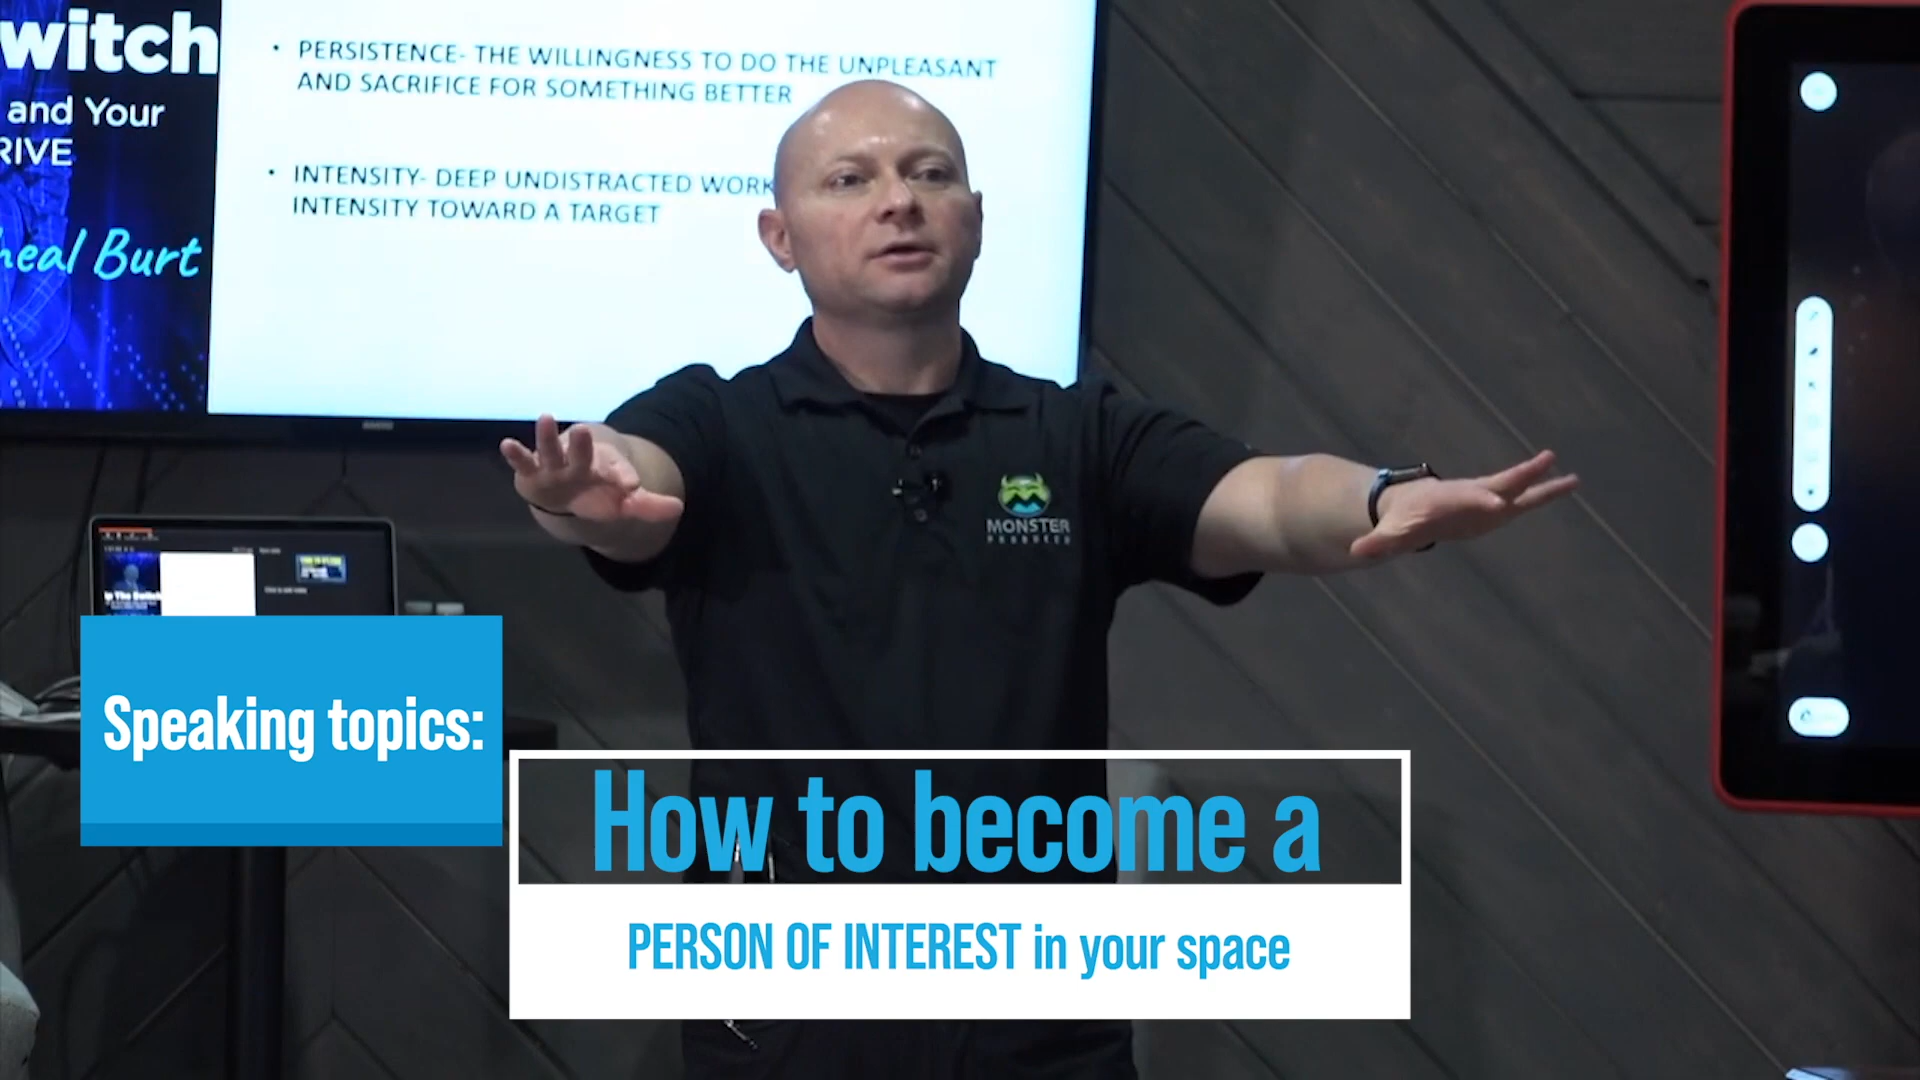 witch
and Your
RIVE
heal Burt
• PERSISTENCE- THE WILLINGNESS TO DO THE UNPLEASANT
AND SACRIFICE FOR SOMETHING BETTER
• INTENSITY- DEEP UNDISTRACTED WORK
INTENSITY TOWARD A TARGET
MONSTER
Speaking topics:
How to become a
PERSON OF INTEREST in your space